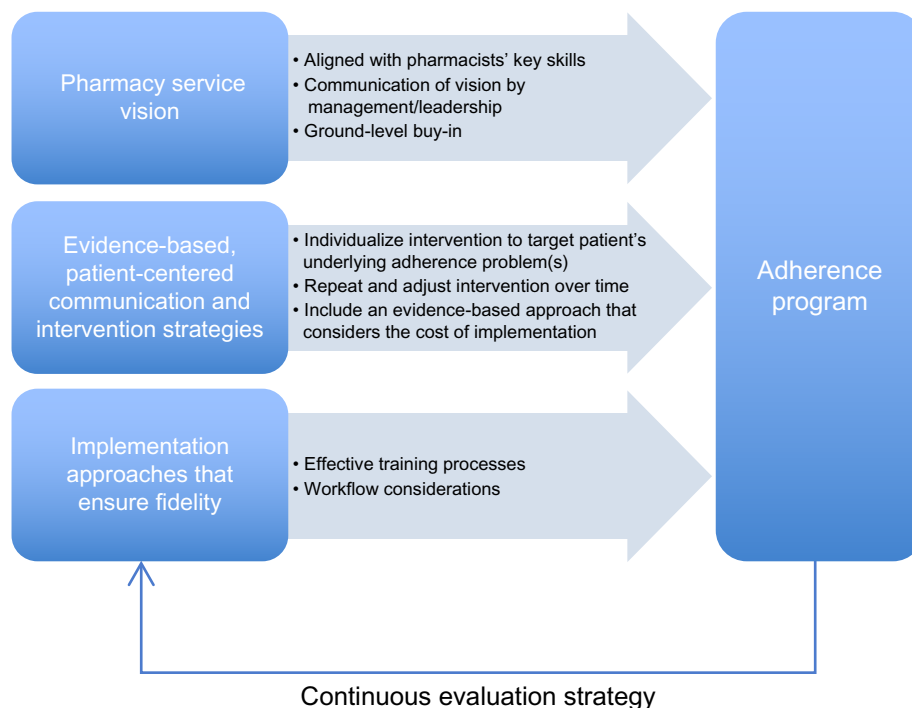 Pharmacy service
vision
• Aligned with pharmacists’ key skills
• Communication of vision by
management/leadership
• Ground-level buy-in
Evidence-based,
patient-centered
communication and
intervention strategies
• Individualize intervention to target patient’s
underlying adherence problem(s)
• Repeat and adjust intervention over time
• Include an evidence-based approach that
considers the cost of implementation
Implementation
approaches that
ensure fidelity
• Effective training processes
• Workflow considerations
Adherence
program
Continuous evaluation strategy